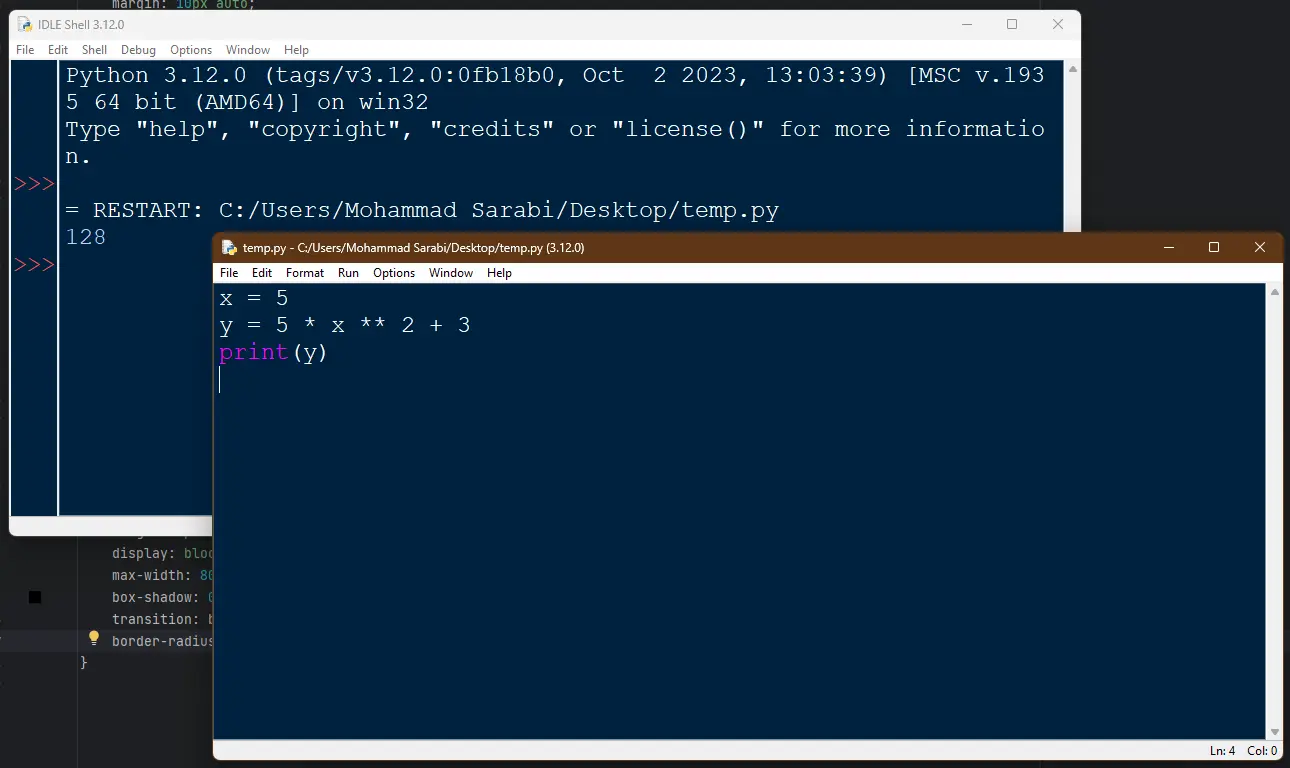 margin: 10px auto;
IDLE Shell 3.12.0
File Edit Shell Debug Options Window Help
Python 3.12.0 (tags/v3.12.0:0fb18b0, Oct  2 2023, 13:03:39) [MSC v.193
5 64 bit (AMD64)] on win32
Type "help", "copyright", "credits" or "license()" for more informatio
n.
>>>
= RESTART: C:/Users/Mohammad Sarabi/Desktop/temp.py
128
>>>
temp.py - C:/Users/Mohammad Sarabi/Desktop/temp.py (3.12.0)
File Edit Format Run Options Window Help
x = 5
y = 5 * x ** 2 + 3
print(y)
display:
max-width: 80
box-shadow:
transition:
border-radius
}
Ln: 4 Col: 0